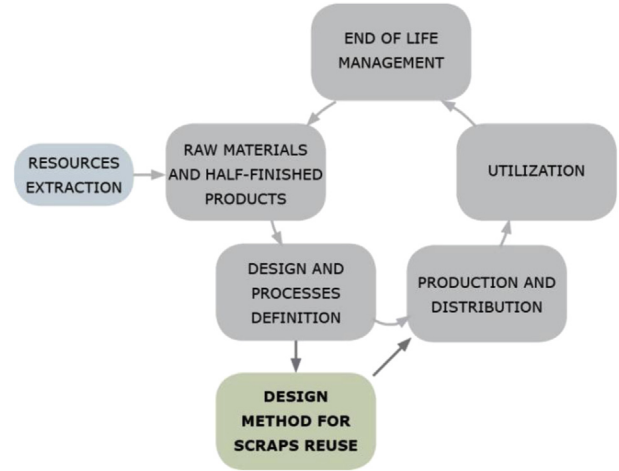 END OF LIFE
MANAGEMENT
RESOURCES
EXTRACTION
RAW MATERIALS
AND HALF-FINISHED
PRODUCTS
UTILIZATION
DESIGN AND
PROCESSES
DEFINITION
PRODUCTION AND
DISTRIBUTION
DESIGN
METHOD FOR
SCRAPS REUSE